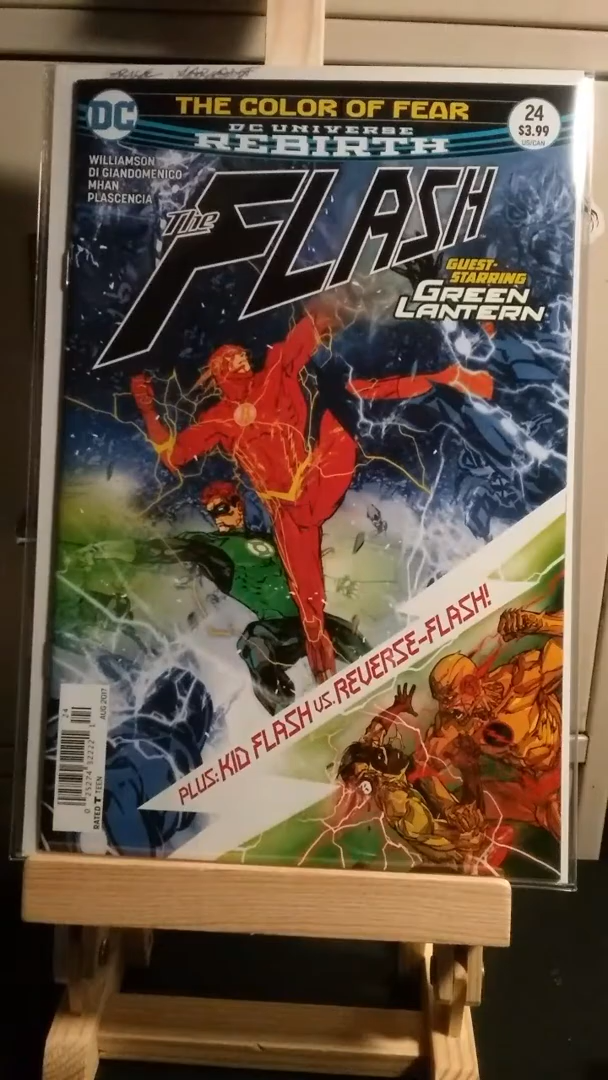 DC
THE COLOR OF FEAR
DC UNIVERSE
REBIRTH
24
$3.99
US/CAN
WILLIAMSON
DI GIANDOMENICO
MHAN
PLASCENCIA
The FLASH
GUEST-
STARRING
GREEN
LANTERN
PLUS: KID FLASH VS. REVERSE-FLASH!
24
AUG 2017
RATED T TEEN